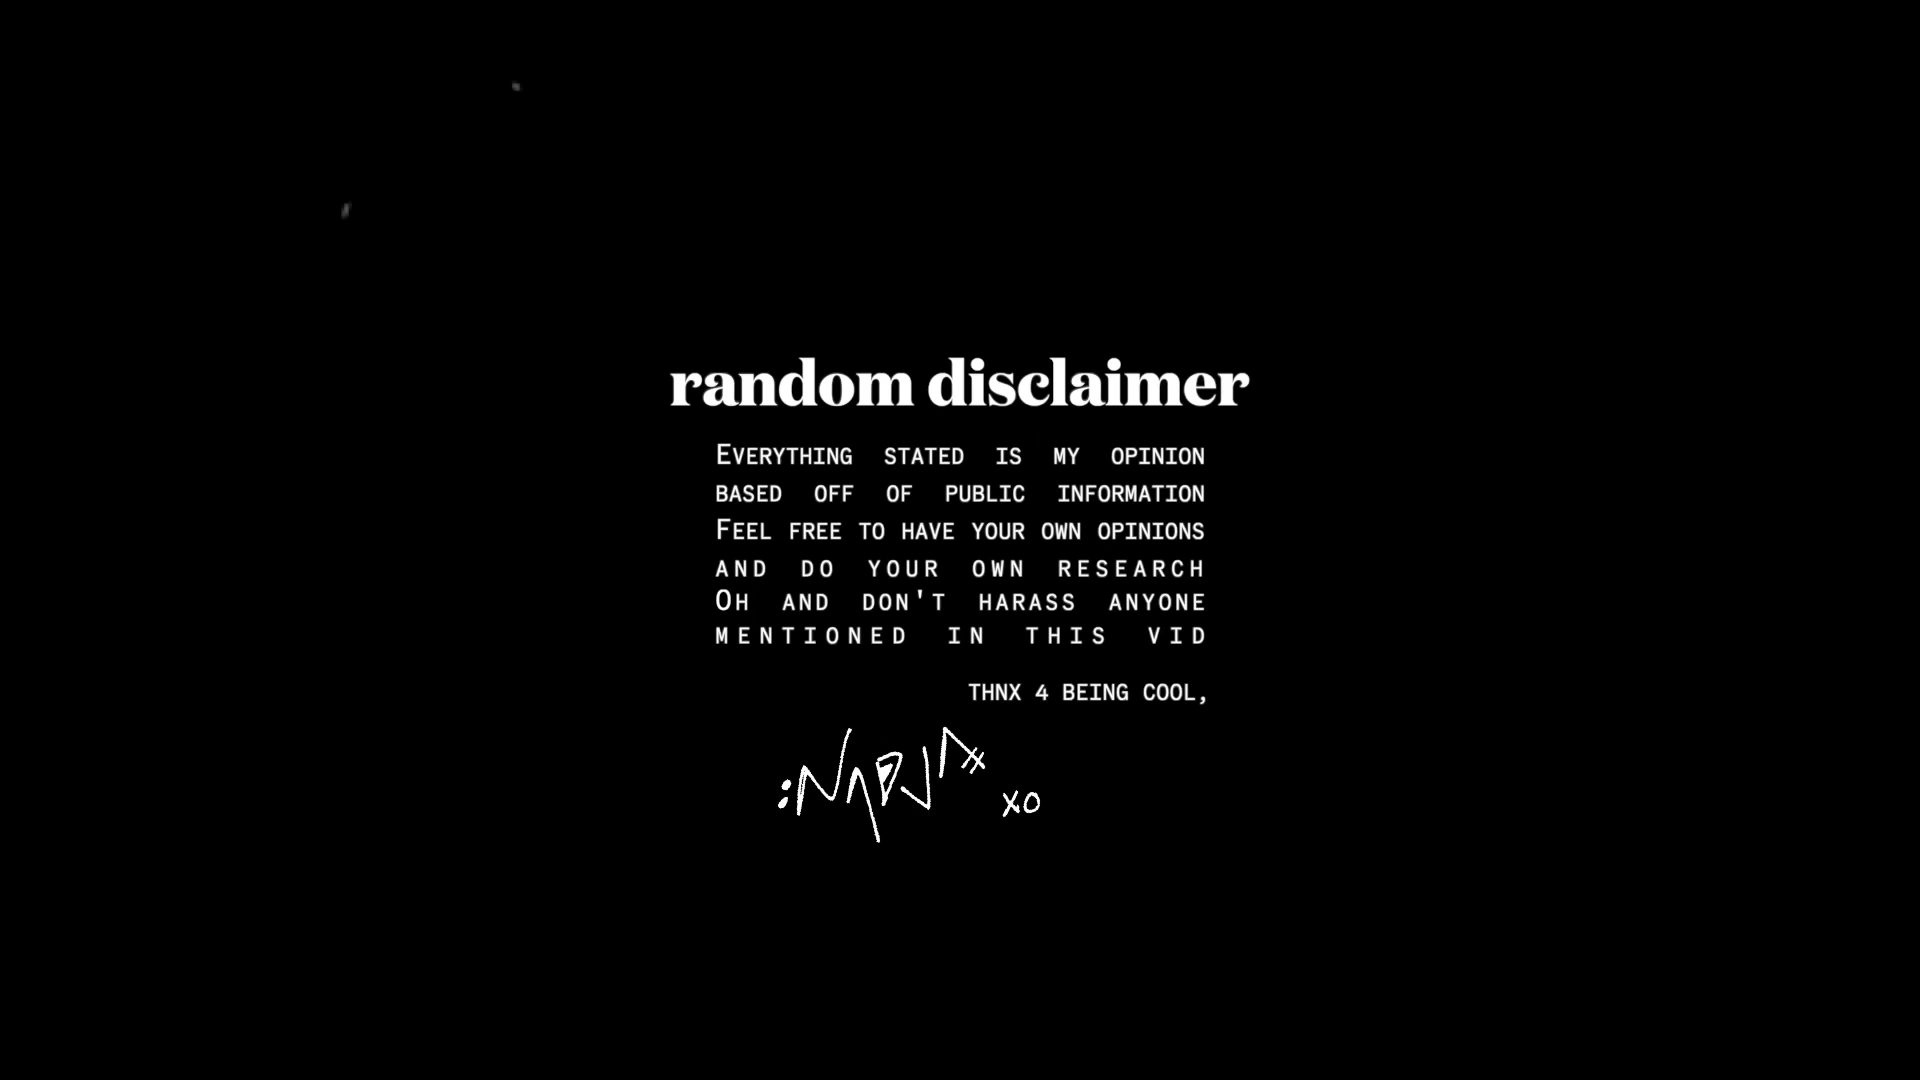 random disclaimer
EVERYTHING STATED IS MY OPINION
BASED OFF OF PUBLIC INFORMATION
FEEL FREE TO HAVE YOUR OWN OPINIONS
AND DO YOUR OWN RESEARCH
OH AND DON'T HARASS ANYONE
MENTIONED IN THIS VID
THNX 4 BEING COOL,
xo